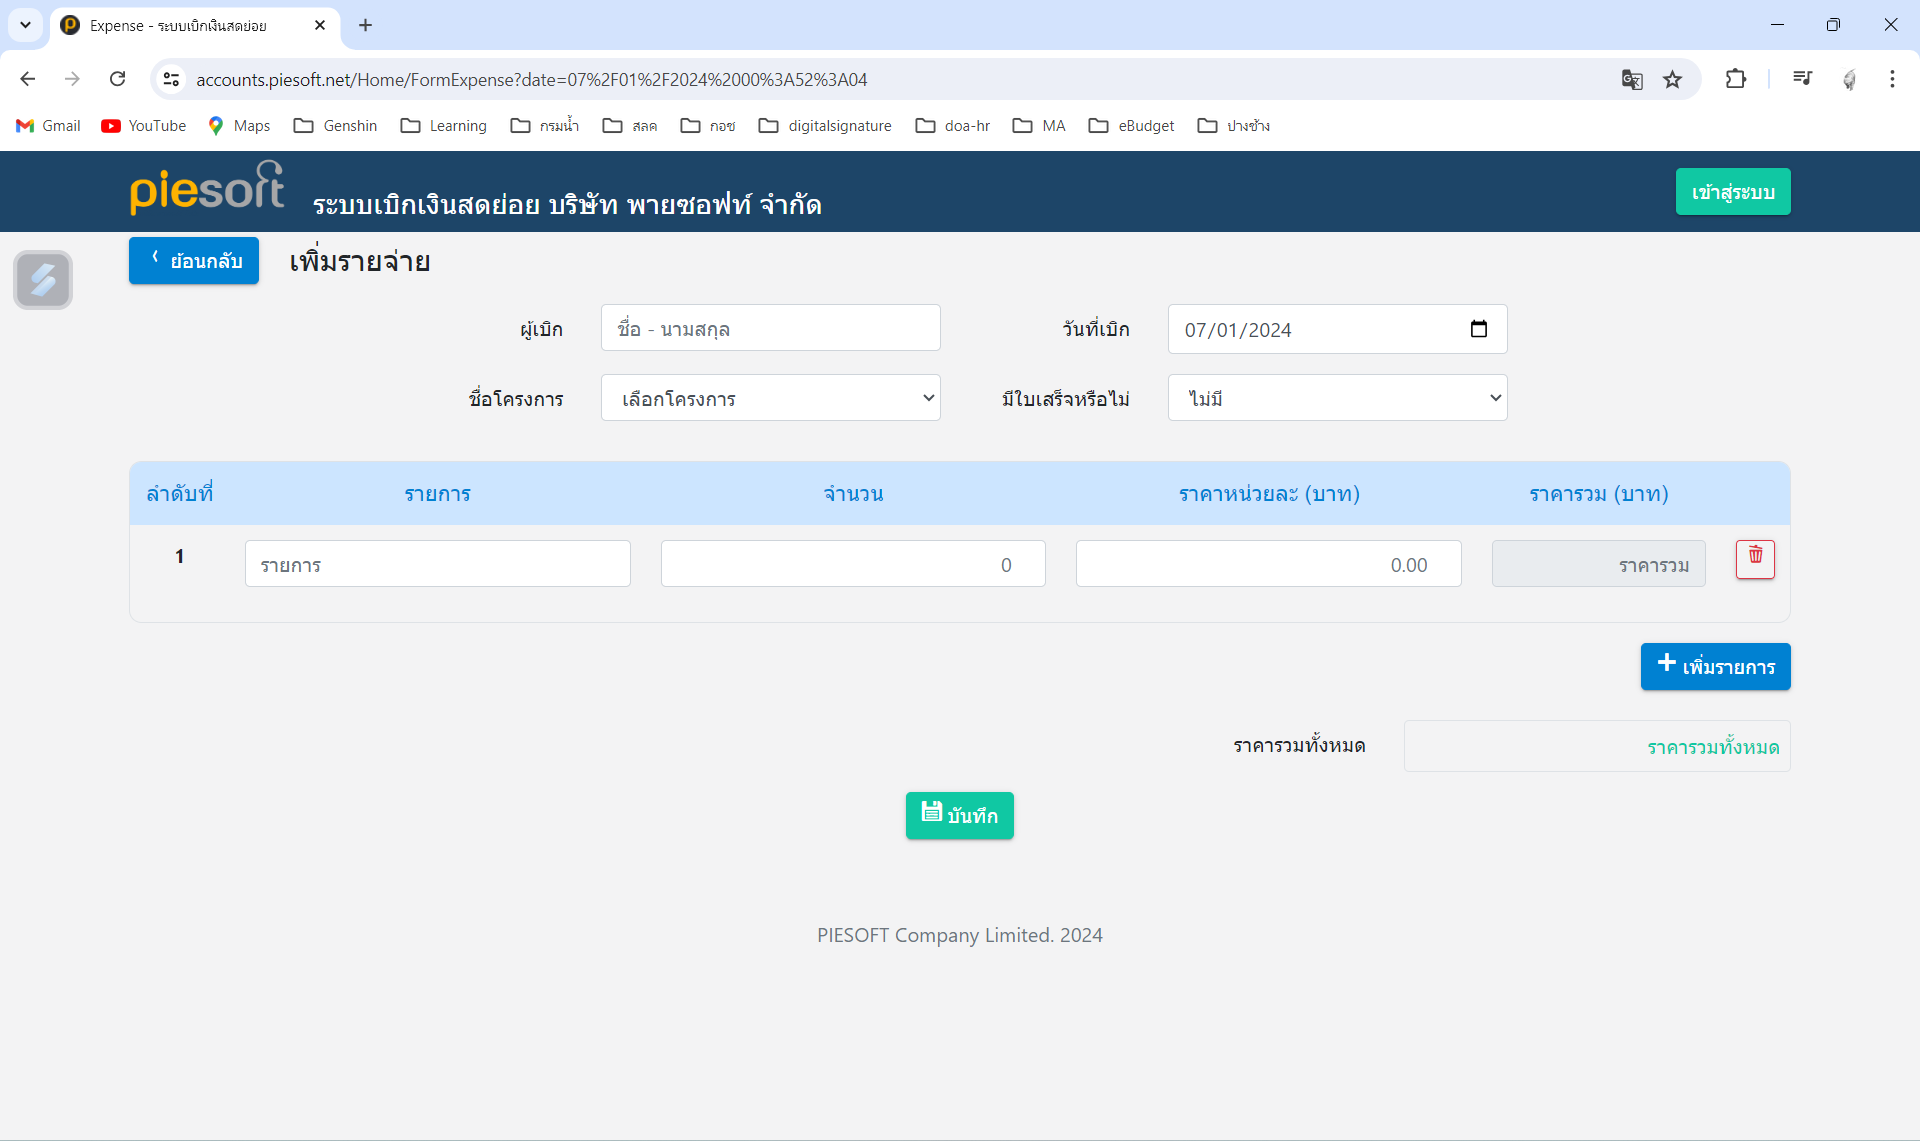 Expense - ระบบเบิกเงินสดย่อย
accounts.piesoft.net/Home/FormExpense?date=07%2F01%2F2024%2000%3A52%3A04
Gmail YouTube Maps Genshin Learning กรมน้ำ สลค กอช digitalsignature doa-hr MA eBudget ปางช้าง
piesoft ระบบเบิกเงินสดย่อย บริษัท พายซอฟท์ จำกัด เข้าสู่ระบบ
ย้อนกลับ เพิ่มรายจ่าย
ผู้เบิก ชื่อ - นามสกุล วันที่เบิก 07/01/2024
ชื่อโครงการ เลือกโครงการ มีใบเสร็จหรือไม่ ไม่มี
ลำดับที่ รายการ จำนวน ราคาหน่วยละ (บาท) ราคารวม (บาท)
1 รายการ 0 0.00 ราคารวม
เพิ่มรายการ
ราคารวมทั้งหมด ราคารวมทั้งหมด
บันทึก
PIESOFT Company Limited. 2024